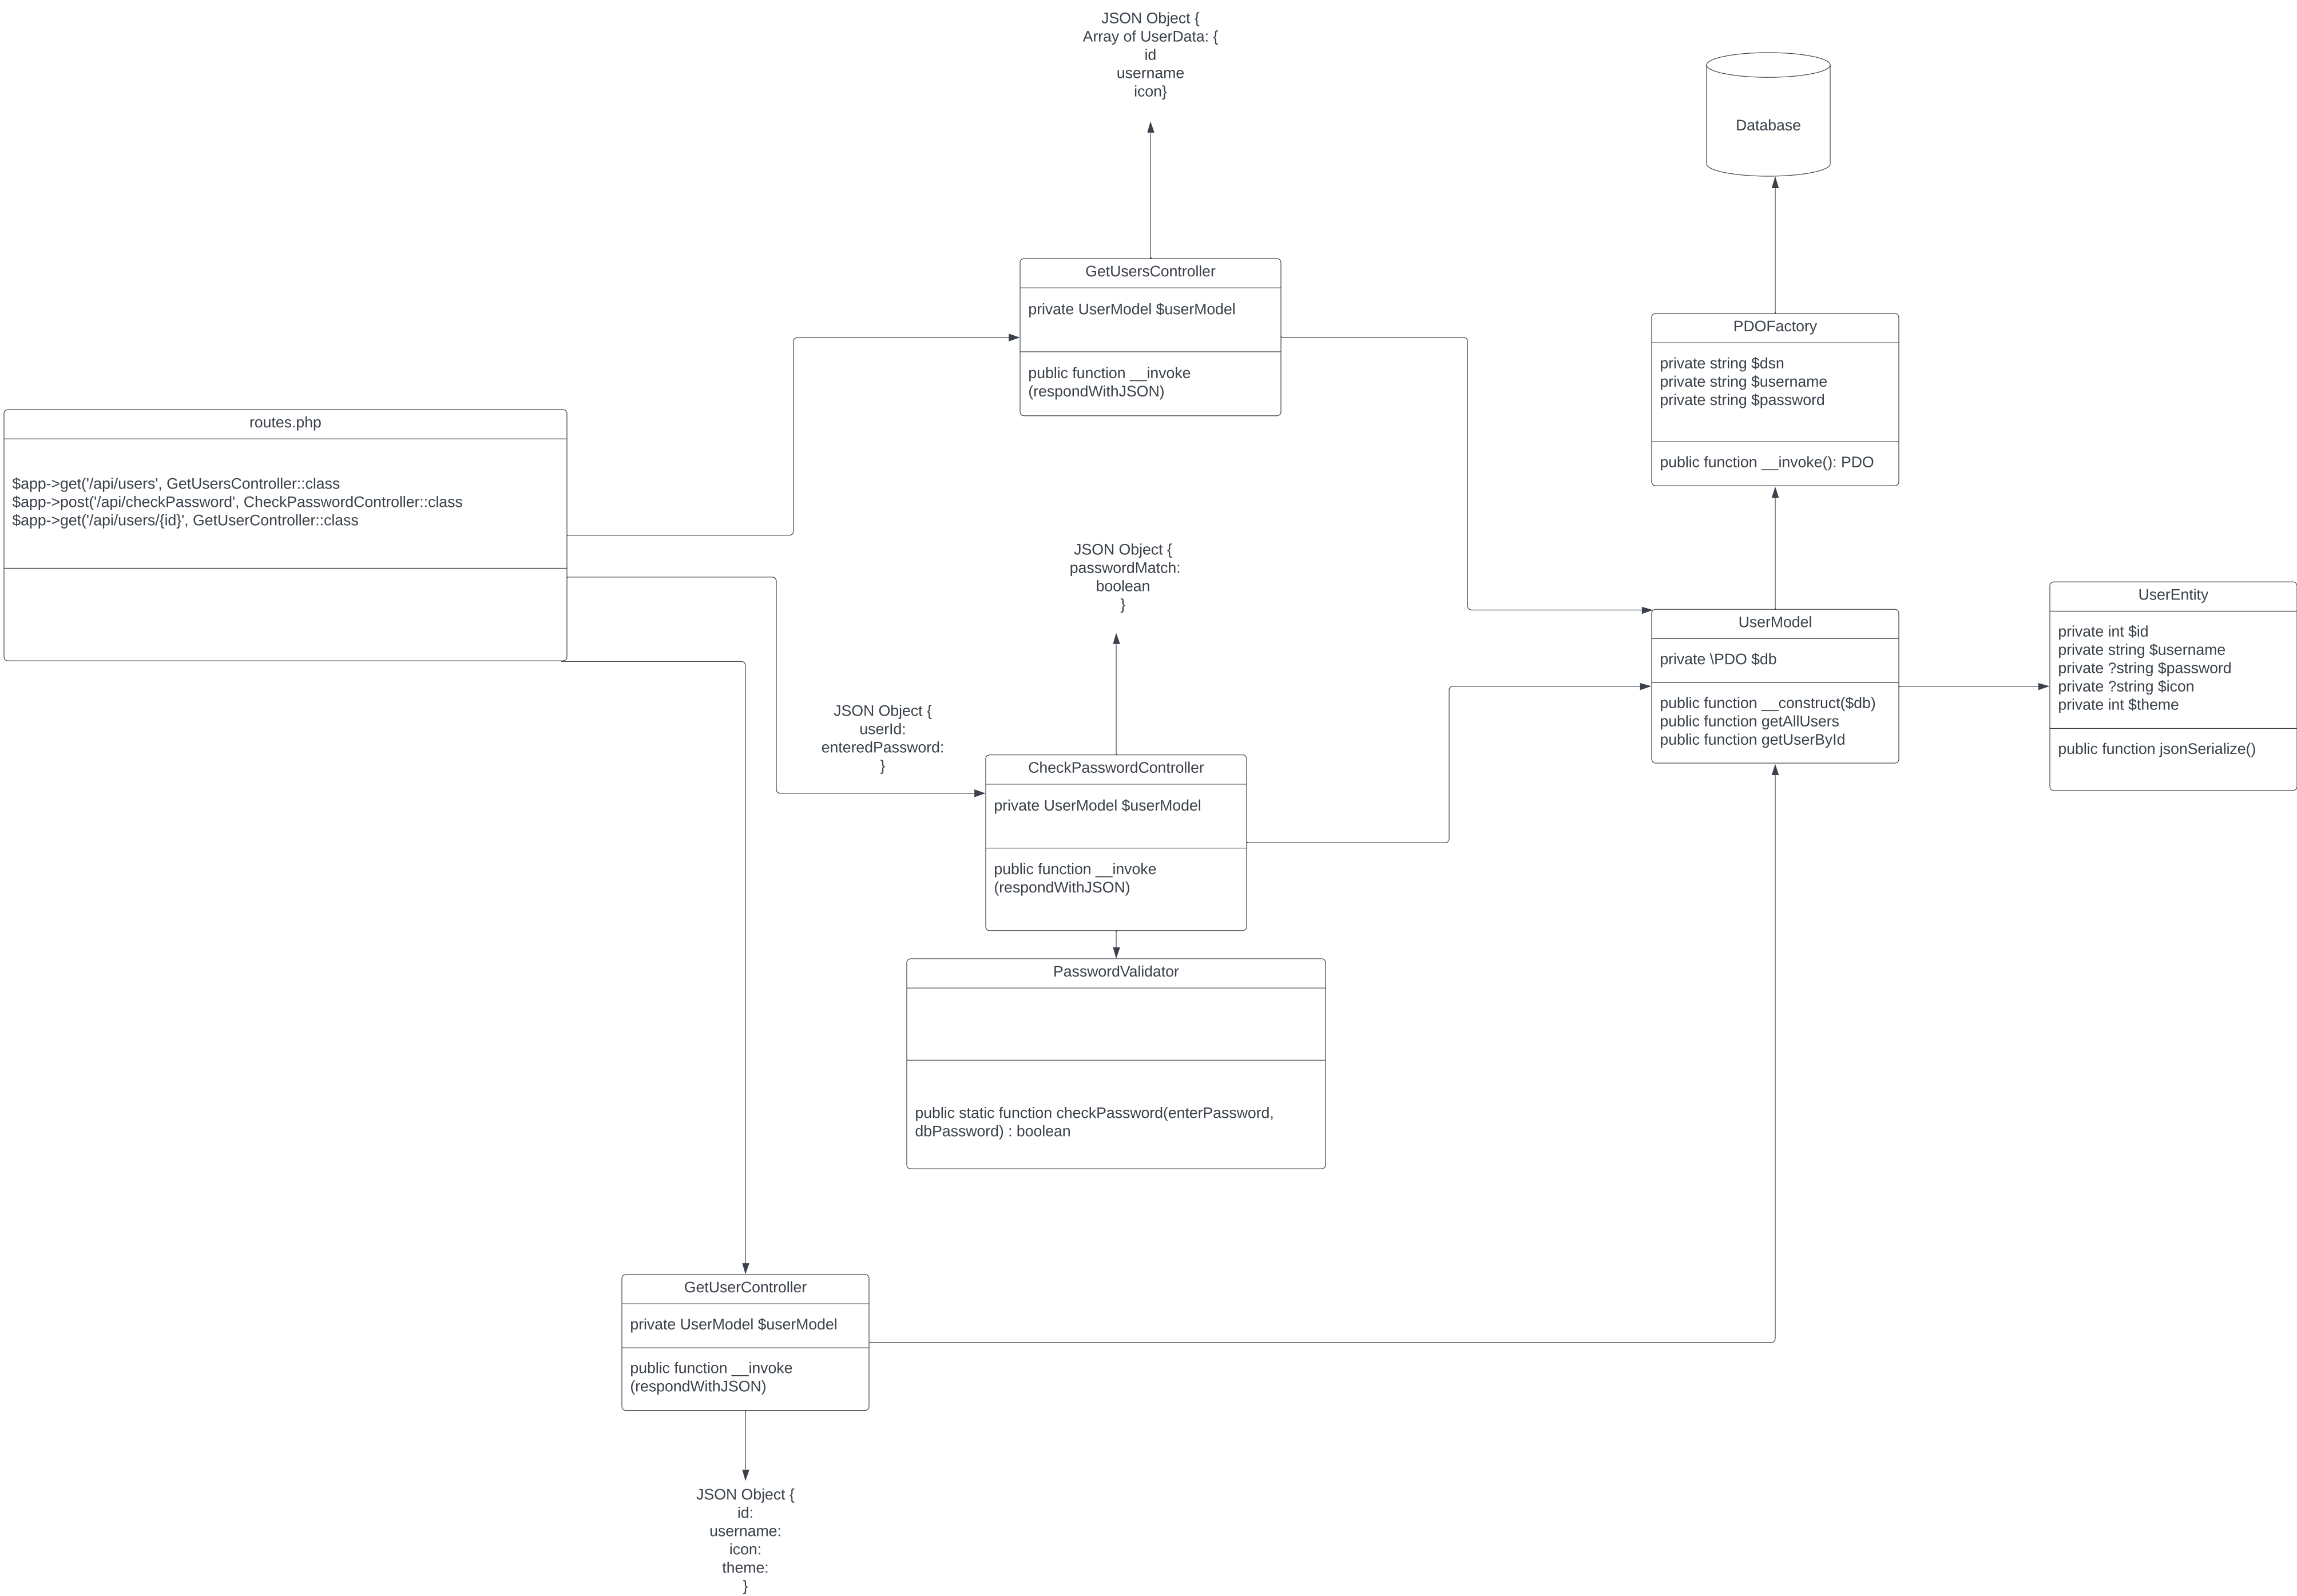 JSON Object {
Array of UserData: {
id
username
icon}
Database
GetUsersController
private UserModel $userModel
public function __invoke
(respondWithJSON)
PDOFactory
private string $dsn
private string $username
private string $password
public function __invoke(): PDO
routes.php
$app->get('/api/users', GetUsersController::class
$app->post('/api/checkPassword', CheckPasswordController::class
$app->get('/api/users/{id}', GetUserController::class
JSON Object {
passwordMatch:
boolean
}
UserModel
private \PDO $db
public function __construct($db)
public function getAllUsers
public function getUserById
UserEntity
private int $id
private string $username
private ?string $password
private ?string $icon
private int $theme
public function jsonSerialize()
JSON Object {
userId:
enteredPassword:
}
CheckPasswordController
private UserModel $userModel
public function __invoke
(respondWithJSON)
PasswordValidator
public static function checkPassword(enterPassword,
dbPassword) : boolean
GetUserController
private UserModel $userModel
public function __invoke
(respondWithJSON)
JSON Object {
id:
username:
icon:
theme:
}